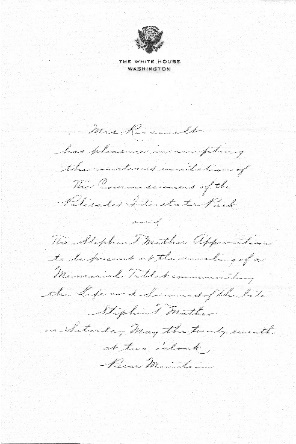 THE WHITE HOUSE
WASHINGTON
Mrs. Roosevelt
has pleasure in accepting
the kind invitation of
The Commissioners of the
Palisades Interstate Park
and
The Stephen T Mather Appreciation
to be present at the unveiling of a
Memorial Tablet commemorating
the Life and Services of the late
Stephen T Mather
on Saturday, May the twenty seventh
at two o'clock,
Bear Mountain